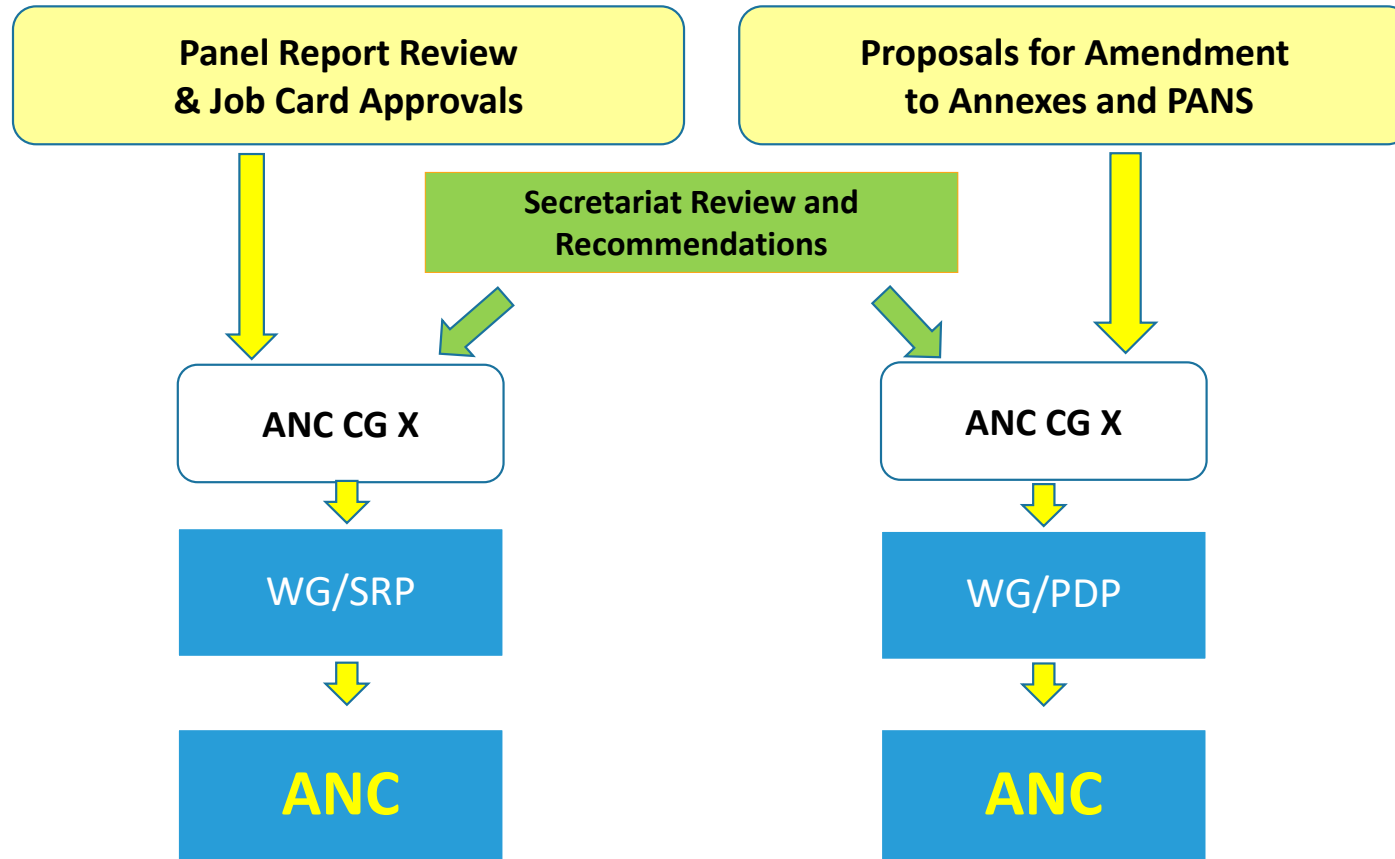 Panel Report Review
& Job Card Approvals
Proposals for Amendment
to Annexes and PANS
Secretariat Review and
Recommendations
ANC CG X
ANC CG X
WG/SRP
WG/PDP
ANC
ANC